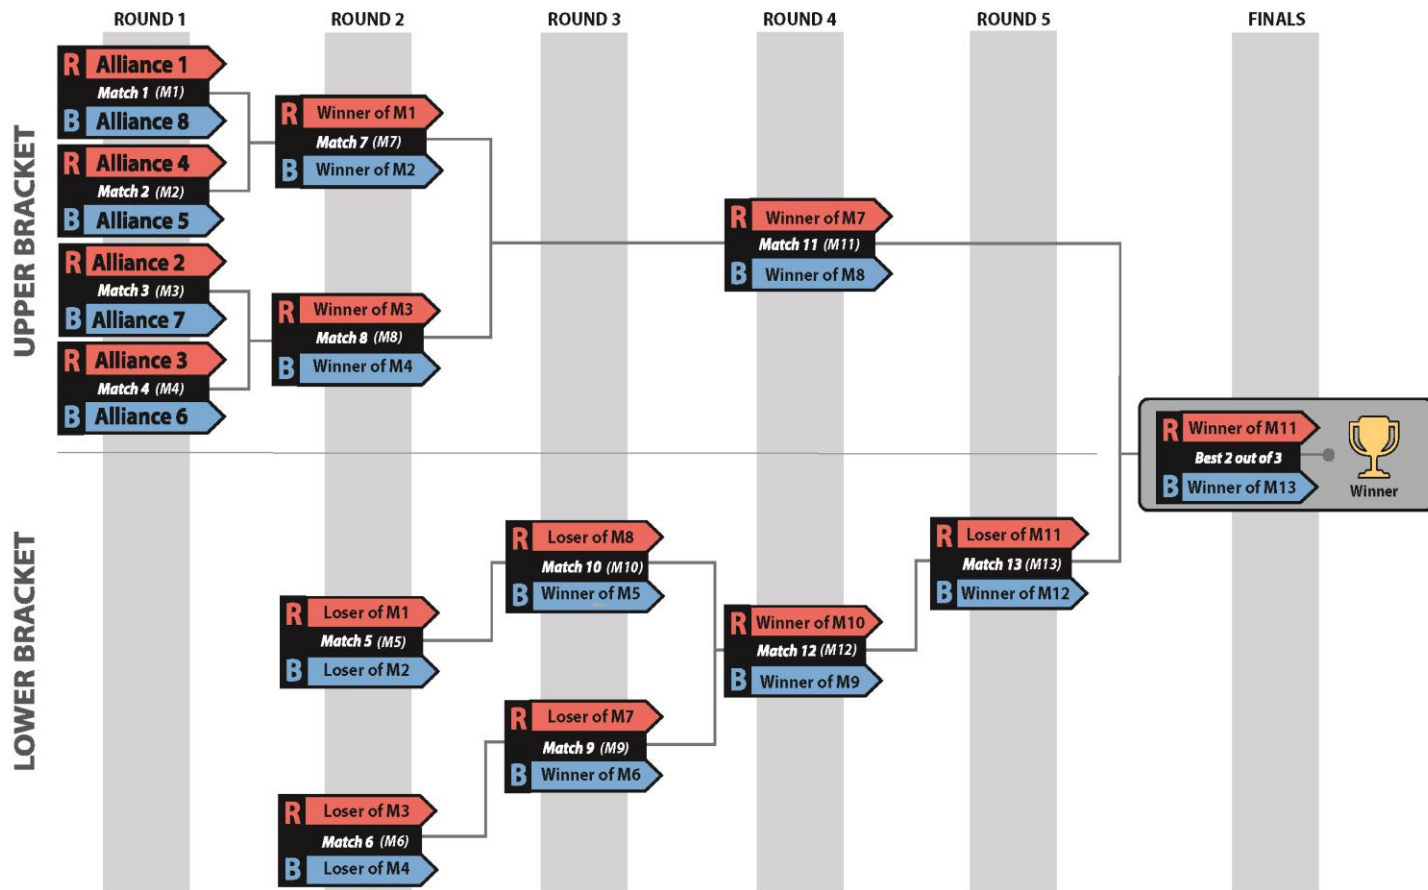 ROUND 1
ROUND 2
ROUND 3
ROUND 4
ROUND 5
FINALS
UPPER BRACKET
R Alliance 1
Match 1 (M1)
B Alliance 8
R Alliance 4
Match 2 (M2)
B Alliance 5
R Alliance 2
Match 3 (M3)
B Alliance 7
R Alliance 3
Match 4 (M4)
B Alliance 6
R Winner of M1
Match 7 (M7)
B Winner of M2
R Winner of M3
Match 8 (M8)
B Winner of M4
R Winner of M7
Match 11 (M11)
B Winner of M8
R Winner of M11
Best 2 out of 3
B Winner of M13
Winner
LOWER BRACKET
R Loser of M1
Match 5 (M5)
B Loser of M2
R Loser of M3
Match 6 (M6)
B Loser of M4
R Loser of M8
Match 10 (M10)
B Winner of M5
R Loser of M7
Match 9 (M9)
B Winner of M6
R Winner of M10
Match 12 (M12)
B Winner of M9
R Loser of M11
Match 13 (M13)
B Winner of M12